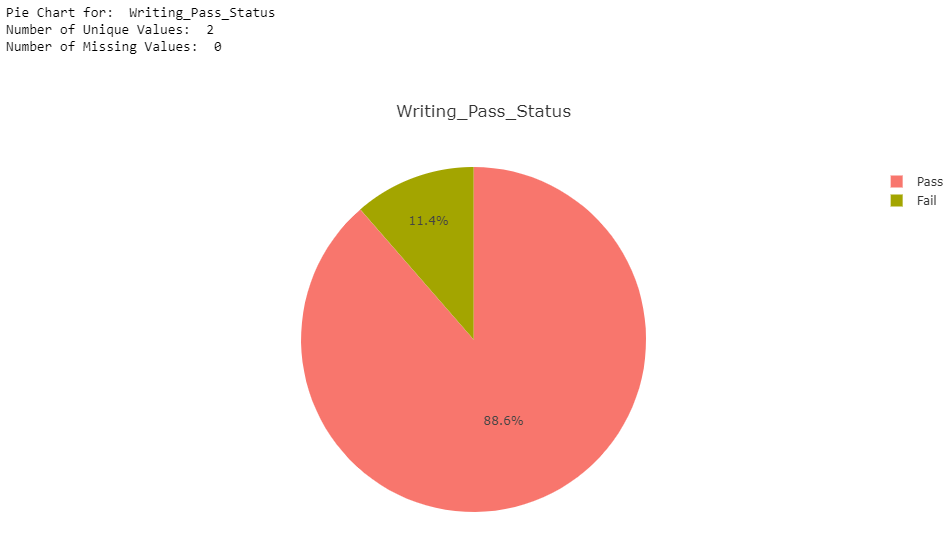 Pie Chart for:  Writing_Pass_Status
Number of Unique Values:  2
Number of Missing Values:  0
Writing_Pass_Status
Pass
Fail
11.4%
88.6%